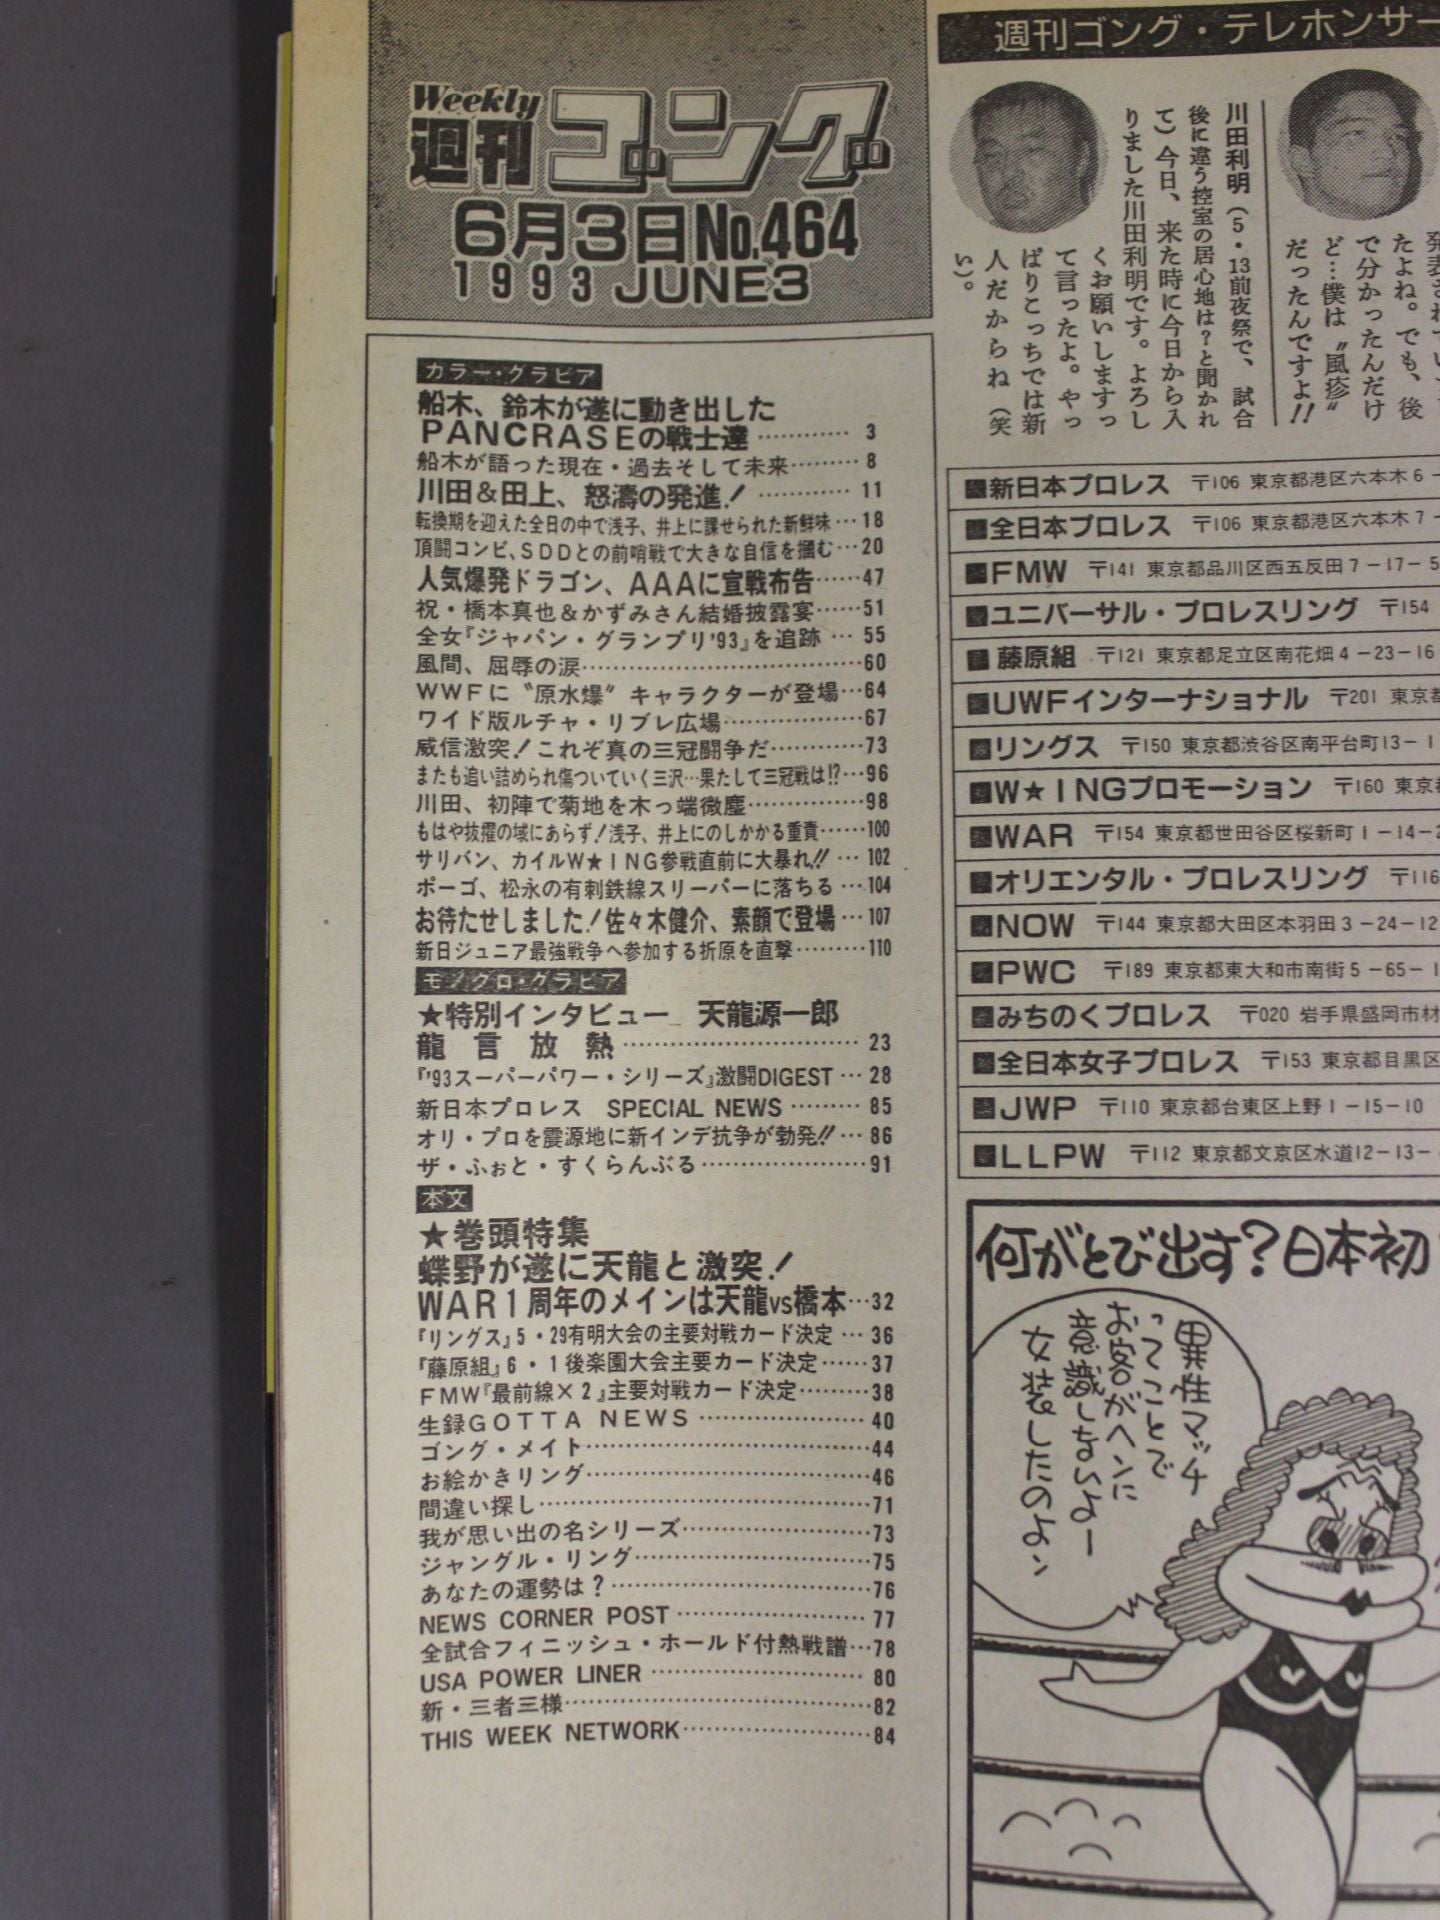 Weekly
週刊ゴング
6月3日No.464
1993 JUNE3
カラー・グラビア
船木、鈴木が遂に動き出した
PANCRASEの戦士達………… 3
船木が語った現在・過去そして未来……… 8
川田&田上、怒濤の発進!………… 11
転換期を迎えた全日の中で浅子、井上に課せられた新鮮味…18
頂闘コンビ、SDDとの前哨戦で大きな自信を掴む…20
人気爆発ドラゴン、AAAに宣戦布告……47
祝・橋本真也&かずみさん結婚披露宴……51
全女『ジャパン・グランプリ'93』を追跡… 55
風間、屈辱の涙………………………………60
WWFに〝原水爆〟キャラクターが登場…64
ワイド版ルチャ・リブレ広場………………67
威信激突!これぞ真の三冠闘争だ…………73
またも追い詰められ傷ついていく三沢…果たして三冠戦は!?…96
川田、初陣で菊地を木っ端微塵……………98
もはや抜擢の域にあらず!浅子、井上にのしかかる重責……100
サリバン、カイルW★ING参戦直前に大暴れ!!… 102
ポーゴ、松永の有刺鉄線スリーパーに落ちる…104
お待たせしました!佐々木健介、素顔で登場…107
新日ジュニア最強戦争へ参加する折原を直撃………110
モノクロ・グラビア
★特別インタビュー 天龍源一郎
龍言放熱………………………… 23
『'93スーパーパワー・シリーズ』激闘DIGEST… 28
新日本プロレス SPECIAL NEWS……… 85
オリ・プロを震源地に新インデ抗争が勃発!!… 86
ザ・ふぉと・すくらんぶる…………………91
本文
★巻頭特集
蝶野が遂に天龍と激突!
WAR1周年のメインは天龍vs橋本…32
『リングス』5・29有明大会の主要対戦カード決定… 36
『藤原組』6・1後楽園大会主要カード決定……37
FMW『最前線×2』主要対戦カード決定………38
生録GOTTA NEWS………………… 40
ゴング・メイト………………………………44
お絵かきリング………………………………46
間違い探し……………………………………71
我が思い出の名シリーズ……………………73
ジャングル・リング…………………………75
あなたの運勢は?……………………………76
NEWS CORNER POST…………………… 77
全試合フィニッシュ・ホールド付熱戦譜…78
USA POWER LINER……………………… 80
新・三者三様…………………………………82
THIS WEEK NETWORK……………………84
週刊ゴング・テレホンサー
川田利明(5・13前夜祭で、試合
後に違う控室の居心地は?と聞かれ
て)今日、来た時に今日から入
りました川田利明です。よろし
くお願いしますっ
て言ったよ。やっ
ぱりこっちでは新
人だからね(笑
い)。
たよね。でも、後
で分かったんだけ
ど…僕は〝風疹〟
だったんですよ!!
■新日本プロレス 〒106 東京都港区六本木6-
■全日本プロレス 〒106 東京都港区六本木7-
■FMW 〒141 東京都品川区西五反田7-17-5
■ユニバーサル・プロレスリング 〒154
■藤原組 〒121 東京都足立区南花畑4-23-16
■UWFインターナショナル 〒201 東京都
■リングス 〒150 東京都渋谷区南平台町13-1
■W★INGプロモーション 〒160 東京都
■WAR 〒154 東京都世田谷区桜新町1-14-2
■オリエンタル・プロレスリング 〒116
■NOW 〒144 東京都大田区本羽田3-24-12
■PWC 〒189 東京都東大和市南街5-65-1
■みちのくプロレス 〒020 岩手県盛岡市材
■全日本女子プロレス 〒153 東京都目黒区
■JWP 〒110 東京都台東区上野1-15-10
■LLPW 〒112 東京都文京区水道12-13-
何がとび出す?日本初
異性マッチ
ってことで
お客がヘンに
意識しないよー
女装したのよン